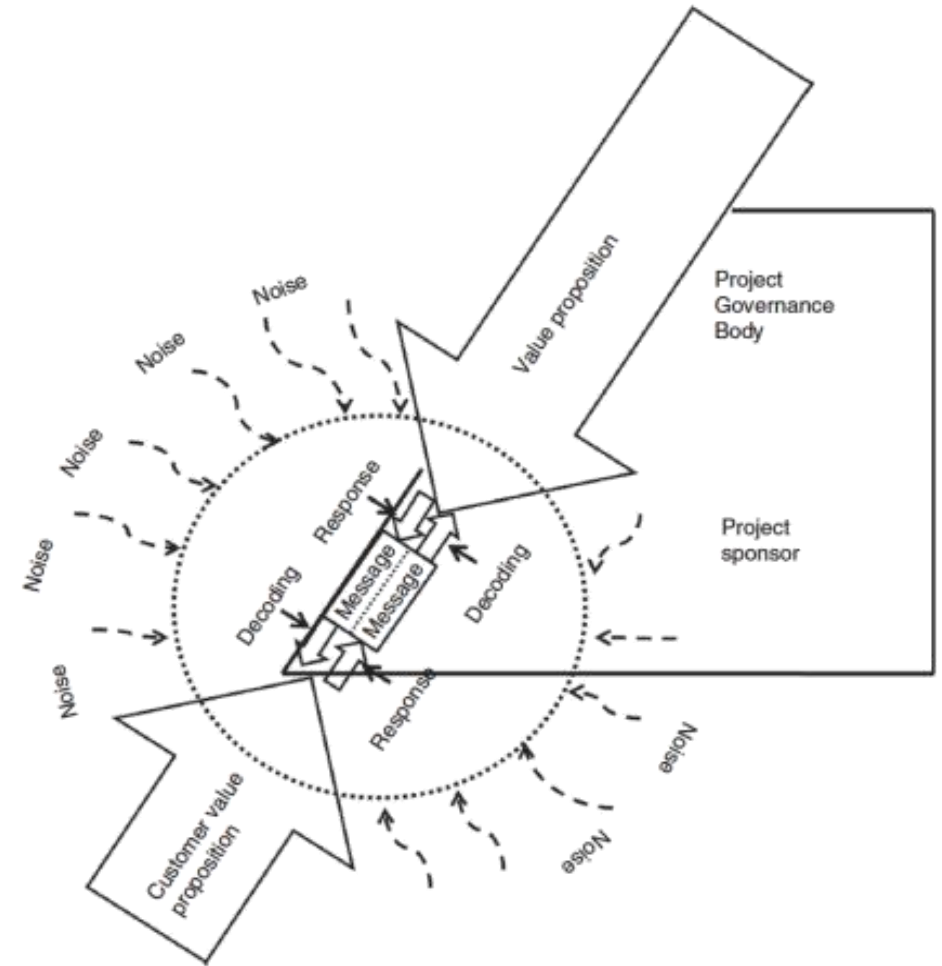 Noise
Noise
Noise
Noise
Noise
Value proposition
Project
Governance
Body
Response
Decoding
Message
Message
Decoding
Response
Project
sponsor
Noise
Noise
Customer value
proposition